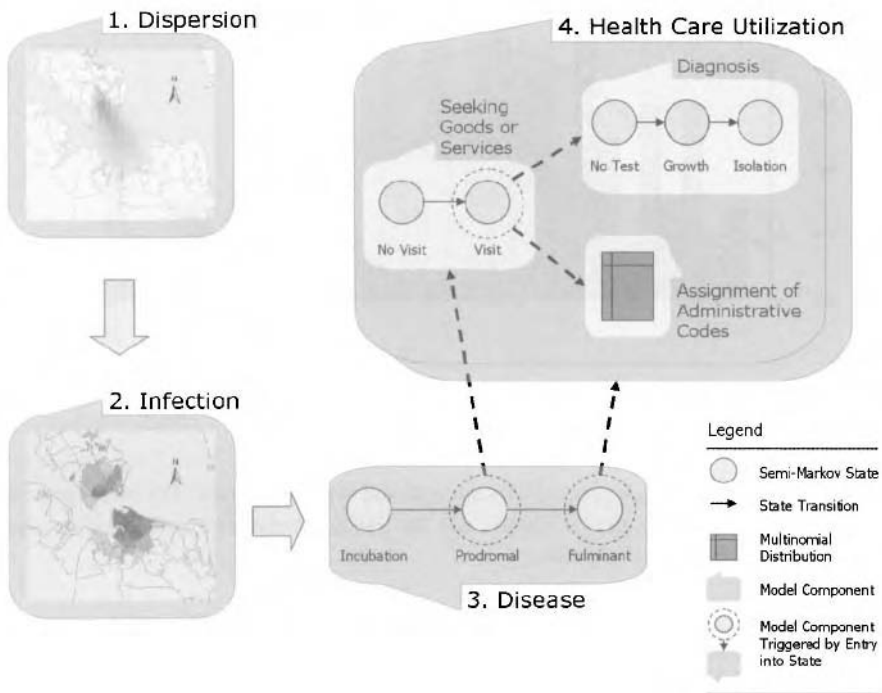 1. Dispersion
N
4. Health Care Utilization
Diagnosis
No Test
Growth
Isolation
Seeking
Goods or
Services
No Visit
Visit
Assignment of
Administrative
Codes
2. Infection
N
Incubation
Prodromal
Fulminant
3. Disease
Legend
Semi-Markov State
State Transition
Multinomial
Distribution
Model Component
Model Component
Triggered by Entry
into State